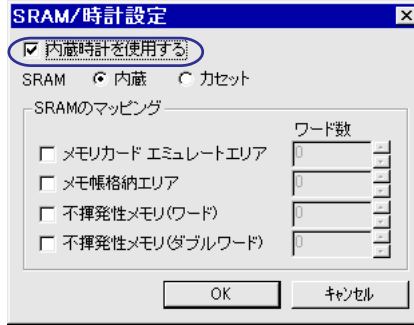 SRAM/時計設定
内蔵時計を使用する
SRAM 内蔵 カセット
SRAMのマッピング
ワード数
メモリカード エミュレートエリア 0
メモ帳格納エリア 0
不揮発性メモリ(ワード) 0
不揮発性メモリ(ダブルワード) 0
OK キャンセル